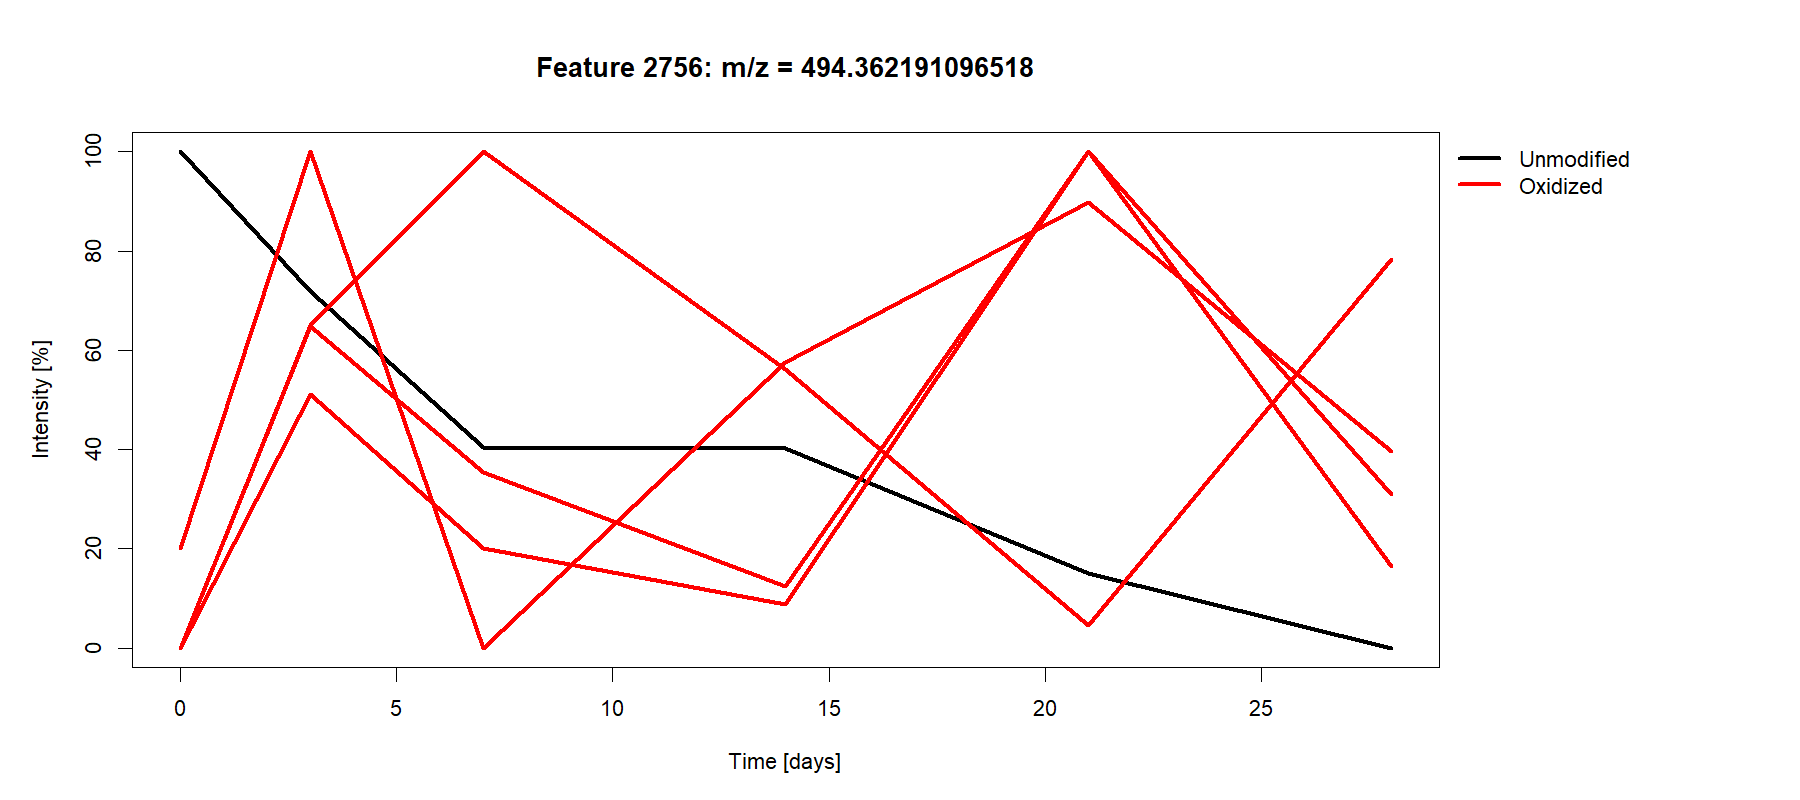 Feature 2756: m/z = 494.362191096518
Unmodified
Oxidized
Intensity [%]
100
80
60
40
20
0
0 5 10 15 20 25
Time [days]